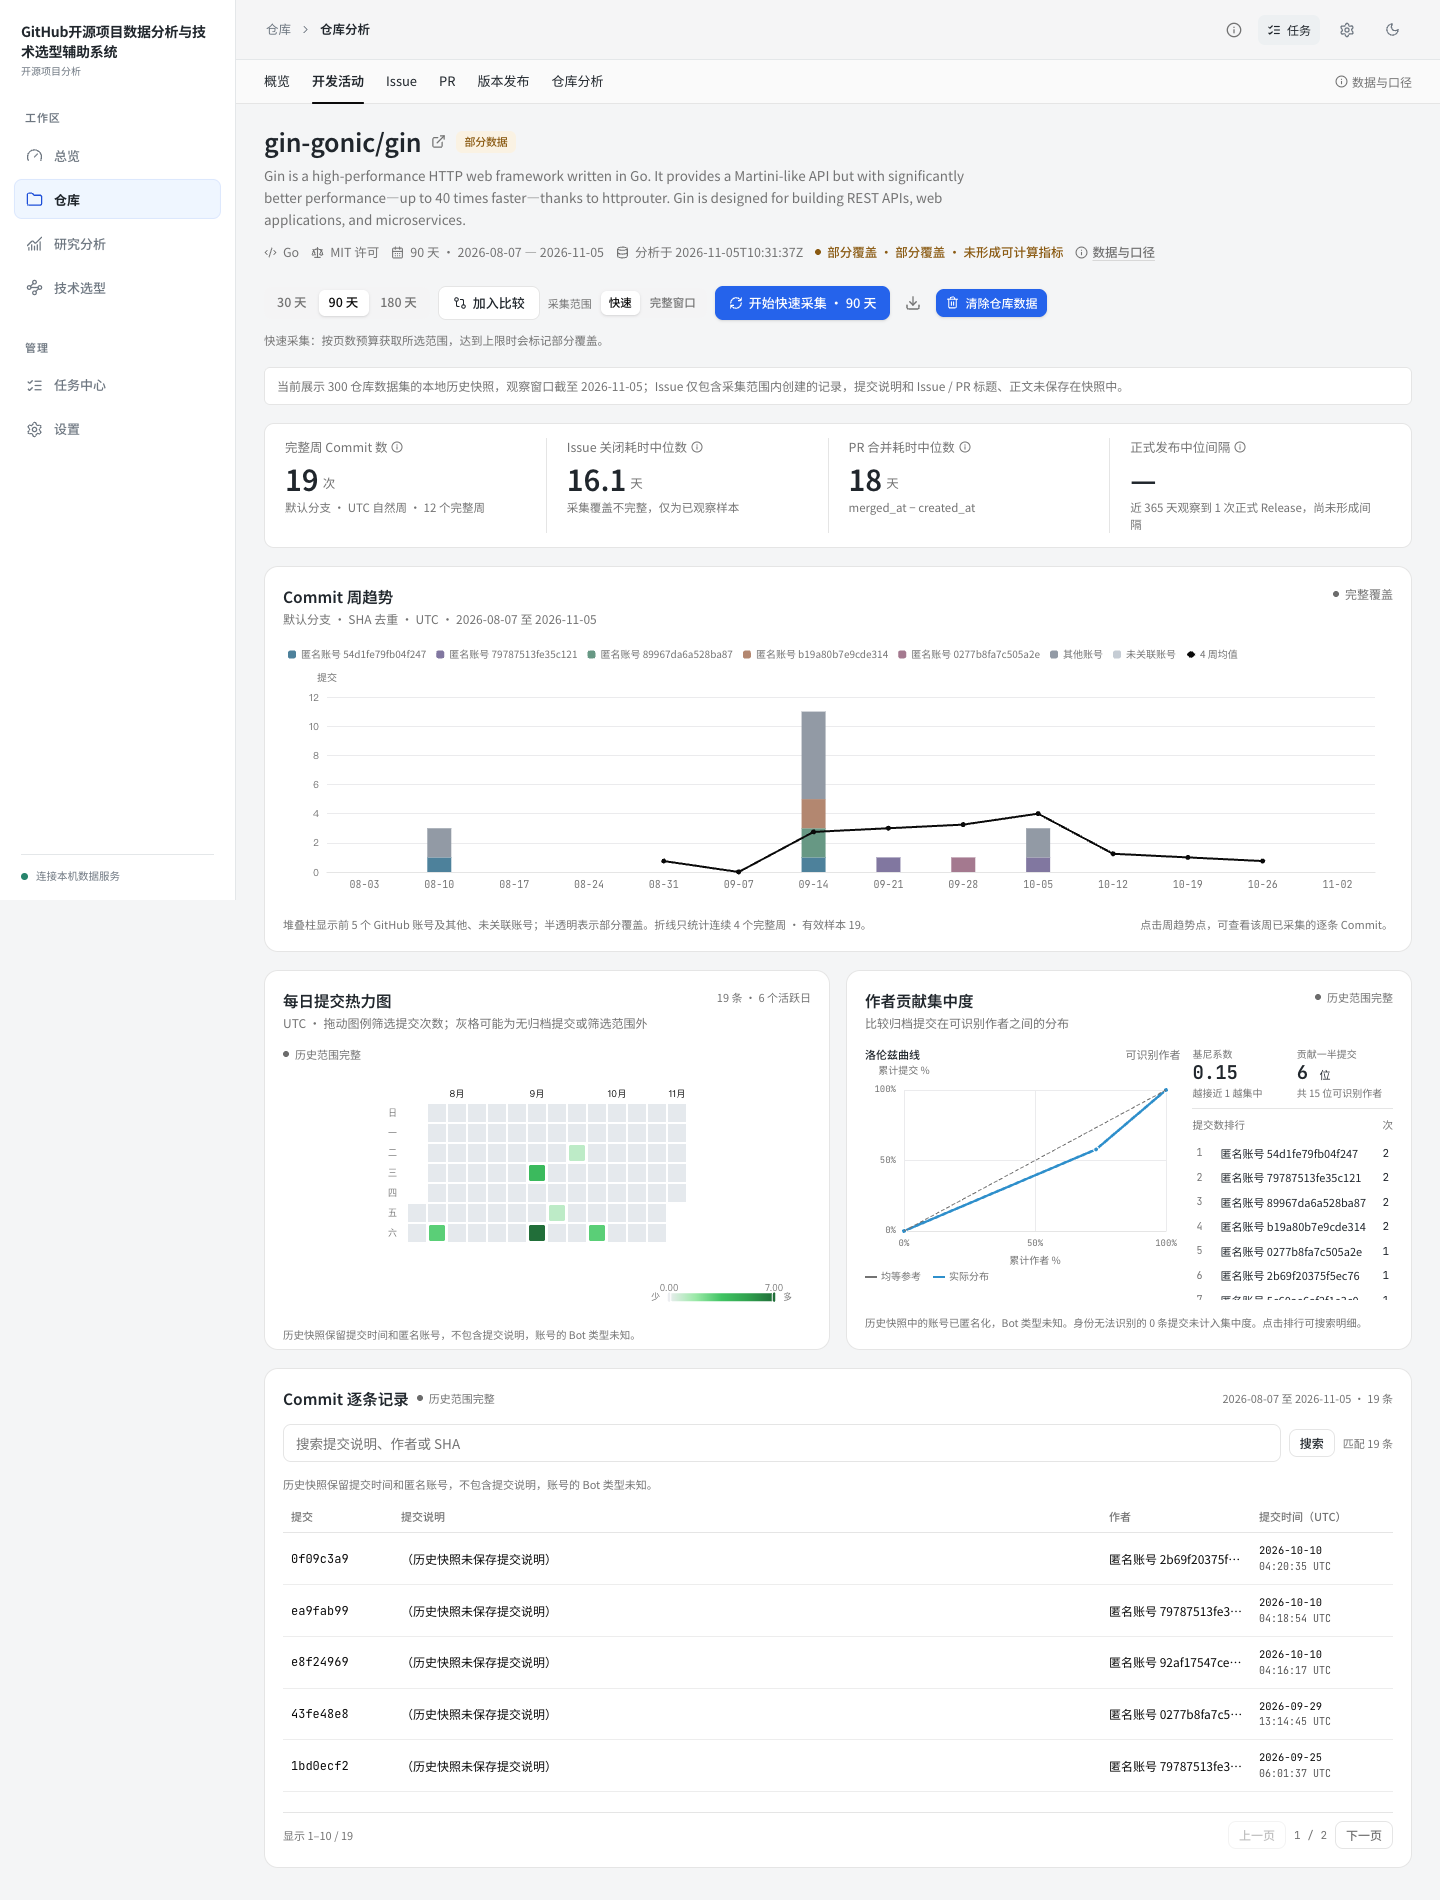 GitHub开源项目数据分析与技
术选型辅助系统
开源项目分析
工作区
总览
仓库
研究分析
技术选型
管理
任务中心
设置
连接本机数据服务
仓库 > 仓库分析
任务
概览 开发活动 Issue PR 版本发布 仓库分析
数据与口径
gin-gonic/gin 部分数据
Gin is a high-performance HTTP web framework written in Go. It provides a Martini-like API but with significantly
better performance—up to 40 times faster—thanks to httprouter. Gin is designed for building REST APIs, web
applications, and microservices.
Go MIT 许可 90 天 · 2026-08-07 — 2026-11-05 分析于 2026-11-05T10:31:37Z 部分覆盖 · 部分覆盖 · 未形成可计算指标 数据与口径
30 天 90 天 180 天 加入比较 采集范围 快速 完整窗口 开始快速采集 · 90 天 清除仓库数据
快速采集：按页数预算获取所选范围，达到上限时会标记部分覆盖。
当前展示 300 仓库数据集的本地历史快照，观察窗口截至 2026-11-05；Issue 仅包含采集范围内创建的记录，提交说明和 Issue / PR 标题、正文未保存在快照中。
完整周 Commit 数
19 次
默认分支 · UTC 自然周 · 12 个完整周
Issue 关闭耗时中位数
16.1 天
采集覆盖不完整，仅为已观察样本
PR 合并耗时中位数
18 天
merged_at − created_at
正式发布中位间隔
—
近 365 天观察到 1 次正式 Release，尚未形成间
隔
Commit 周趋势
完整覆盖
默认分支 · SHA 去重 · UTC · 2026-08-07 至 2026-11-05
匿名账号 54d1fe79fb04f247 匿名账号 79787513fe35c121 匿名账号 89967da6a528ba87 匿名账号 b19a80b7e9cde314 匿名账号 0277b8fa7c505a2e 其他账号 未关联账号 4 周均值
提交
12
10
8
6
4
2
0
08-03 08-10 08-17 08-24 08-31 09-07 09-14 09-21 09-28 10-05 10-12 10-19 10-26 11-02
堆叠柱显示前 5 个 GitHub 账号及其他、未关联账号；半透明表示部分覆盖。折线只统计连续 4 个完整周 · 有效样本 19。
点击周趋势点，可查看该周已采集的逐条 Commit。
每日提交热力图
19 条 · 6 个活跃日
UTC · 拖动图例筛选提交次数；灰格可能为无归档提交或筛选范围外
历史范围完整
8月 9月 10月 11月
日
一
二
三
四
五
六
0.00 7.00
少 多
历史快照保留提交时间和匿名账号，不包含提交说明，账号的 Bot 类型未知。
作者贡献集中度
历史范围完整
比较归档提交在可识别作者之间的分布
洛伦兹曲线 可识别作者
累计提交 %
100%
50%
0%
0% 50% 100%
累计作者 %
均等参考 实际分布
基尼系数
0.15
越接近 1 越集中
贡献一半提交
6 位
共 15 位可识别作者
提交数排行 次
1 匿名账号 54d1fe79fb04f247 2
2 匿名账号 79787513fe35c121 2
3 匿名账号 89967da6a528ba87 2
4 匿名账号 b19a80b7e9cde314 2
5 匿名账号 0277b8fa7c505a2e 1
6 匿名账号 2b69f20375f5ec76 1
历史快照中的账号已匿名化，Bot 类型未知。身份无法识别的 0 条提交未计入集中度。点击排行可搜索明细。
Commit 逐条记录 历史范围完整
2026-08-07 至 2026-11-05 · 19 条
搜索提交说明、作者或 SHA
搜索 匹配 19 条
历史快照保留提交时间和匿名账号，不包含提交说明，账号的 Bot 类型未知。
提交 提交说明 作者 提交时间（UTC）
0f09c3a9 （历史快照未保存提交说明） 匿名账号 2b69f20375f… 2026-10-10
04:20:35 UTC
ea9fab99 （历史快照未保存提交说明） 匿名账号 79787513fe3… 2026-10-10
04:18:54 UTC
e8f24969 （历史快照未保存提交说明） 匿名账号 92af17547ce… 2026-10-10
04:16:17 UTC
43fe48e8 （历史快照未保存提交说明） 匿名账号 0277b8fa7c5… 2026-09-29
13:14:45 UTC
1bd0ecf2 （历史快照未保存提交说明） 匿名账号 79787513fe3… 2026-09-25
06:01:37 UTC
显示 1–10 / 19
上一页 1 / 2 下一页